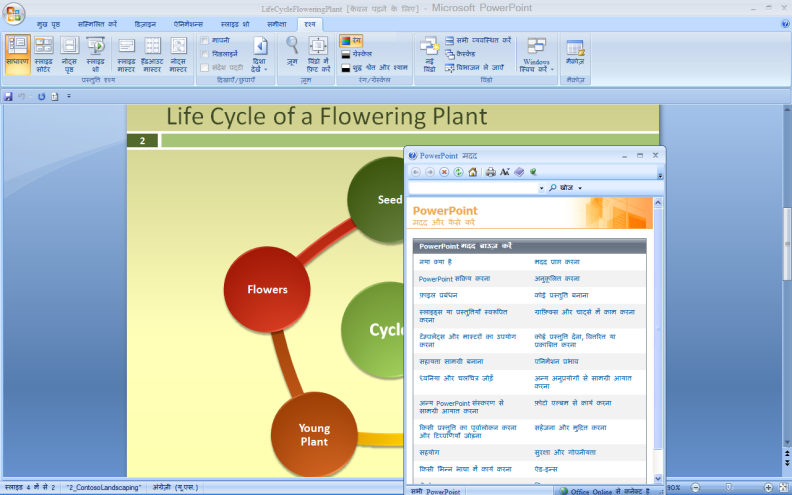 LifeCycleFloweringPlant [केवल पढ़ने के लिए] - Microsoft PowerPoint
मुख पृष्ठ सम्मिलित करें डिज़ाइन ऐनिमेशन्स स्लाइड शो समीक्षा दृश्य
साधारण
स्लाइड सॉर्टर
नोट्स पृष्ठ
स्लाइड शो
स्लाइड मास्टर
हैंडआउट मास्टर
नोट्स मास्टर
प्रस्तुति दृश्य
मापनी
ग्रिडलाइनें
संदेश पट्टी
दिशा देखें
दिखाएँ/छुपाएँ
ज़ूम
विंडो में फ़िट करें
ज़ूम
रंग
ग्रेस्केल
शुद्ध श्वेत और श्याम
रंग/ग्रेस्केल
नई विंडो
सभी व्यवस्थित करें
कैस्केड
विभाजन ले जाएँ
Windows स्विच करें
विंडो
मैक्रोज़
मैक्रोज़
Life Cycle of a Flowering Plant
2
Seed
Flowers
Cycl
Young
Plant
PowerPoint मदद
खोज
PowerPoint
मदद और कैसे करें
PowerPoint मदद ब्राउज़ करें
नया क्या है
मदद प्राप्त करना
PowerPoint सक्रिय करना
अनुकूलित करना
फ़ाइल प्रबंधन
कोई प्रस्तुति बनाना
स्लाइड्स या प्रस्तुतियाँ स्वरूपित
करना
ग्राफ़िक्स और चार्ट्स में काम करना
टेम्पलेट्स और मास्टरों का उपयोग
करना
कोई प्रस्तुति देना, वितरित या
प्रकाशित करना
सहायता सामग्री बनाना
एनिमेशन प्रभाव
ध्वनियां और चलचित्र जोड़ें
अन्य अनुप्रयोगों से सामग्री आयात
करना
अन्य PowerPoint संस्करण से
सामग्री आयात करना
फ़ोटो एल्बम से कार्य करना
किसी प्रस्तुति का पूर्वालोकन करना
और टिप्पणियाँ जोड़ना
सहेजना और मुद्रित करना
सहयोग
सुरक्षा और गोपनीयता
किसी भिन्न भाषा में कार्य करना
ऐड-इन्स
सभी PowerPoint
Office Online से कनेक्ट है
स्लाइड 4 में से 2 "2_ContosoLandscaping" अंग्रेज़ी (यू.एस.)
90%